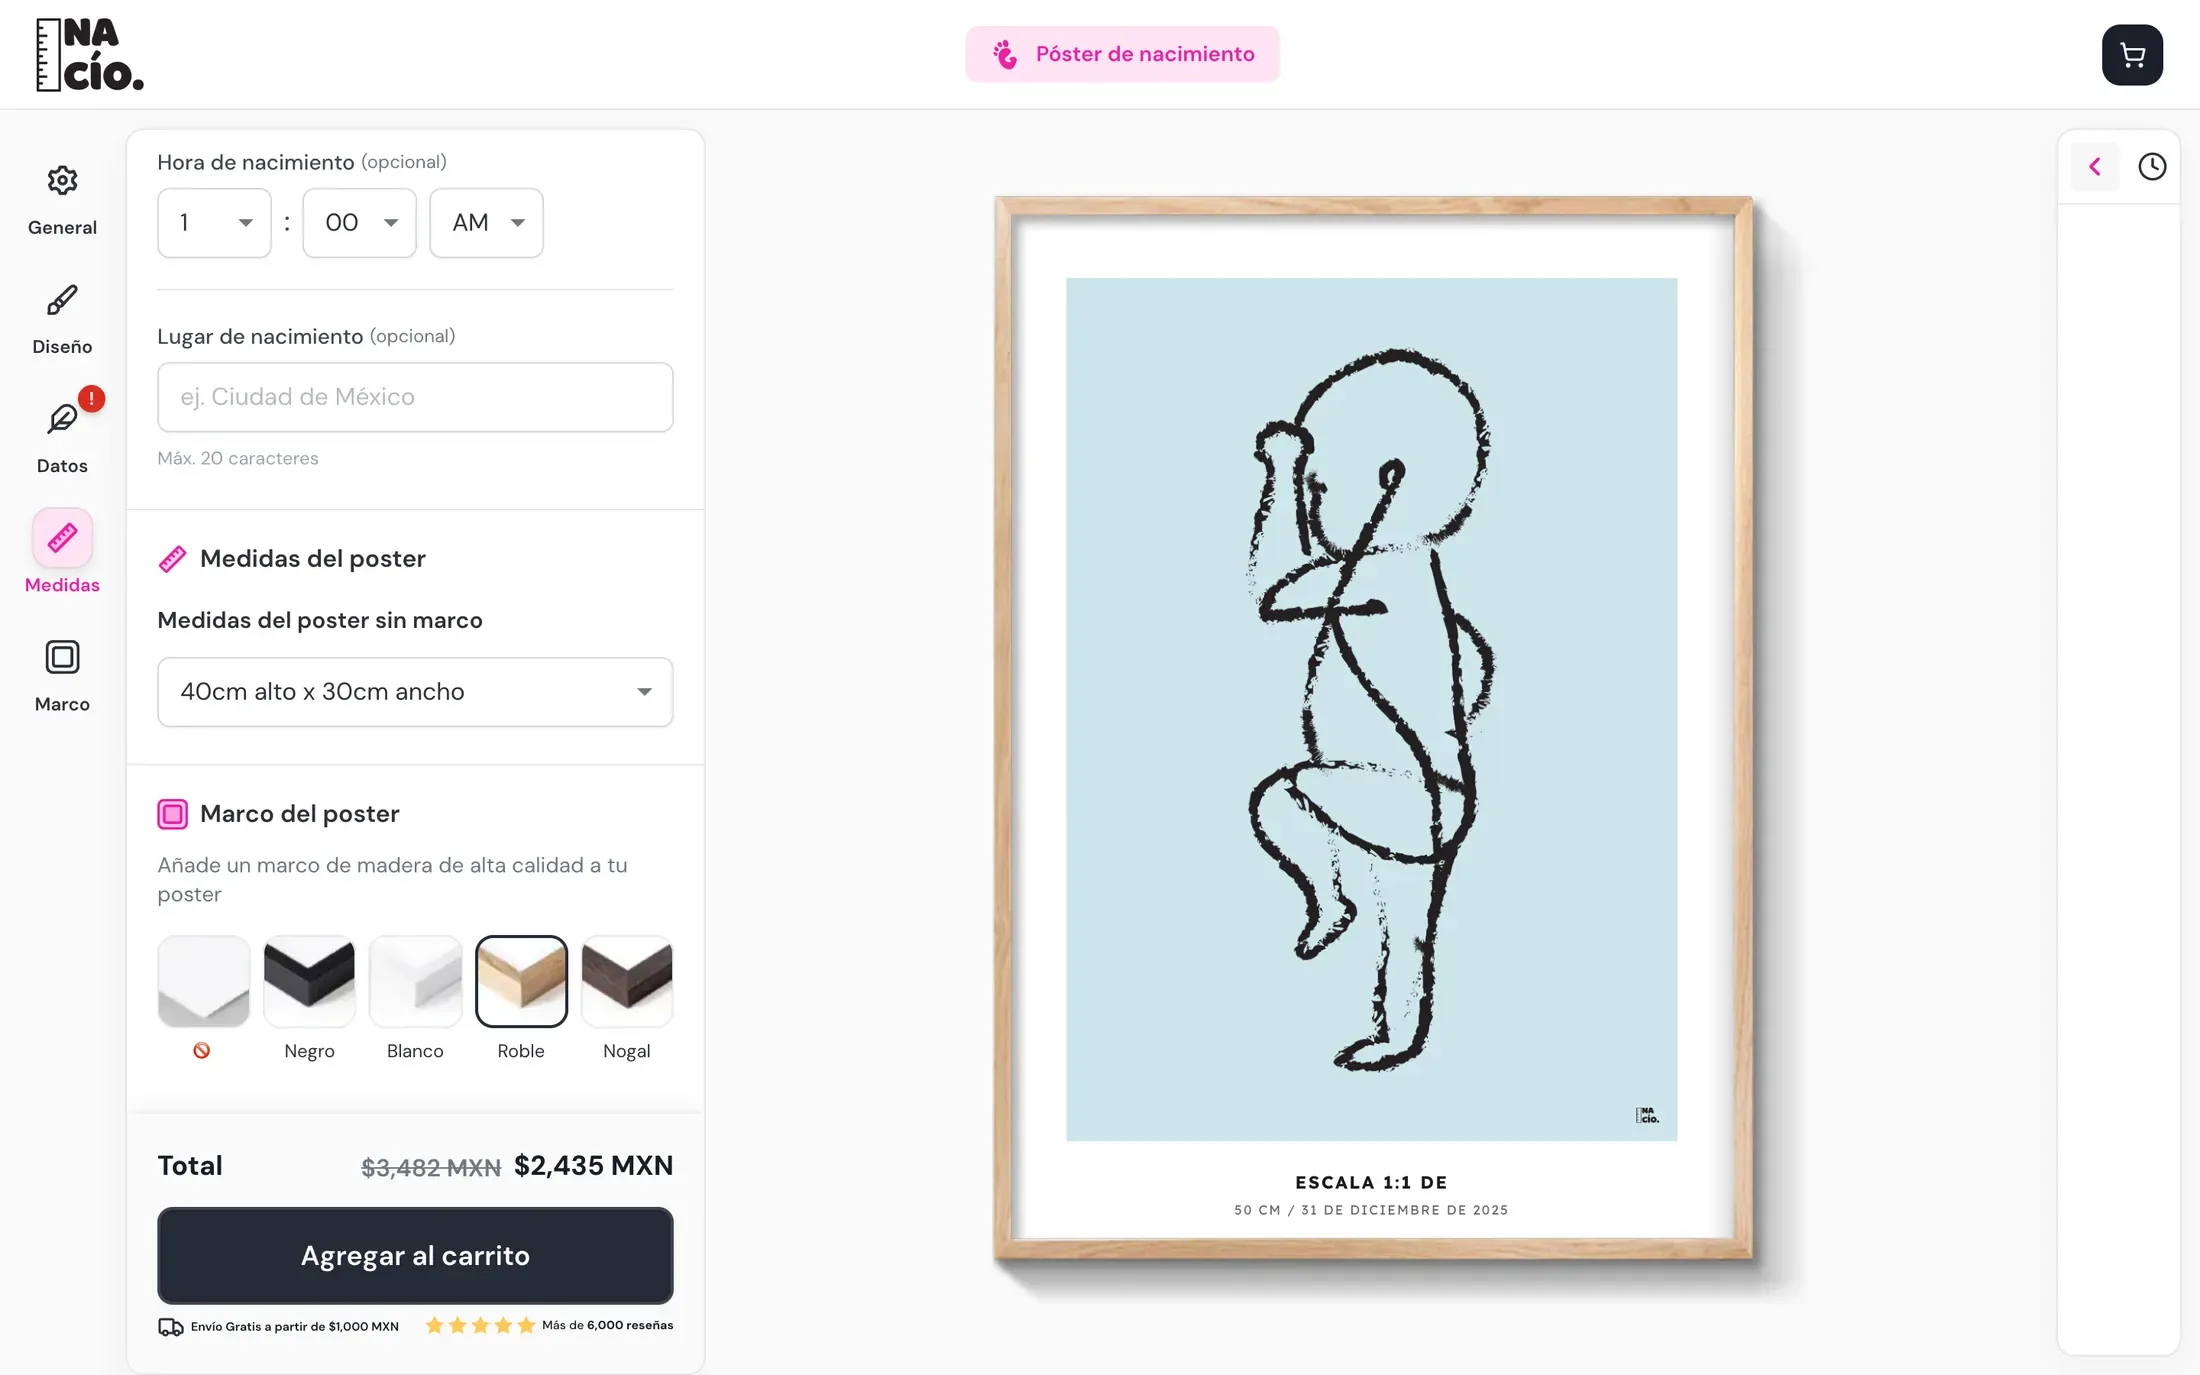 NA
cío.
Póster de nacimiento
General
Diseño
!
Datos
Medidas
Marco
Hora de nacimiento (opcional)
1 : 00 AM
Lugar de nacimiento (opcional)
ej. Ciudad de México
Máx. 20 caracteres
Medidas del poster
Medidas del poster sin marco
40cm alto x 30cm ancho
Marco del poster
Añade un marco de madera de alta calidad a tu
poster
Negro Blanco Roble Nogal
Total $3,482 MXN $2,435 MXN
Agregar al carrito
Envío Gratis a partir de $1,000 MXN Más de 6,000 reseñas
NA
cío.
ESCALA 1:1 DE
50 CM / 31 DE DICIEMBRE DE 2025